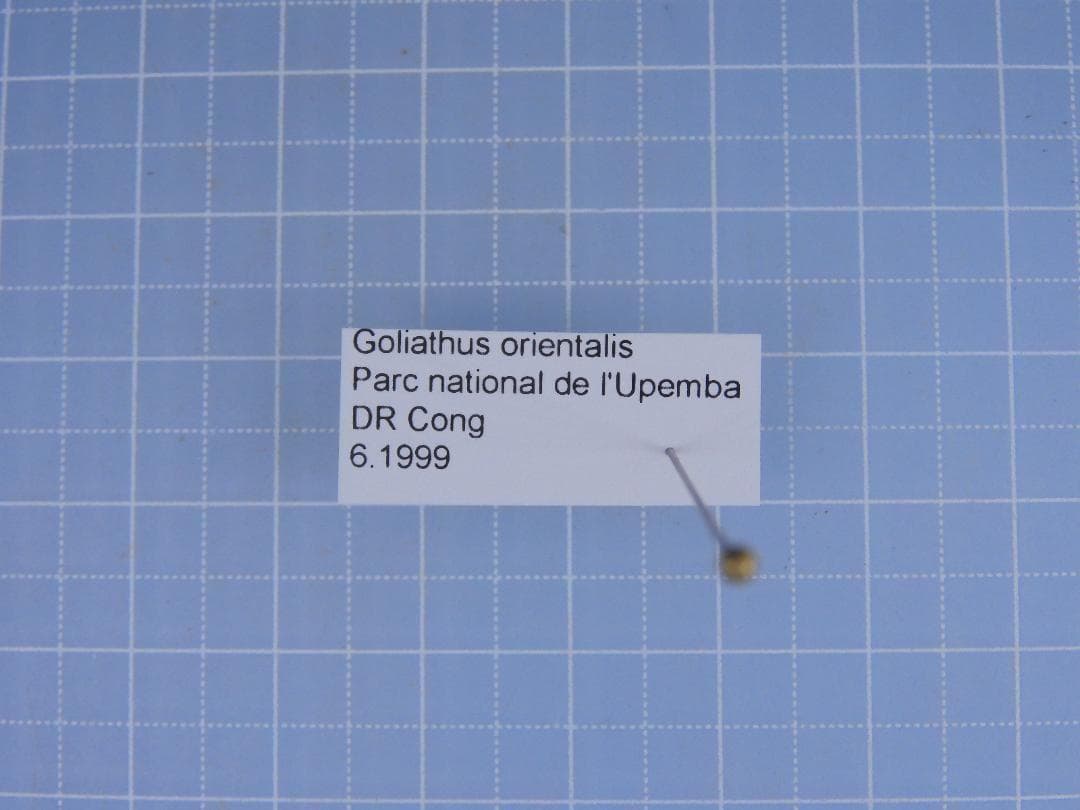 Goliathus orientalis
Parc national de l'Upemba
DR Cong
6.1999